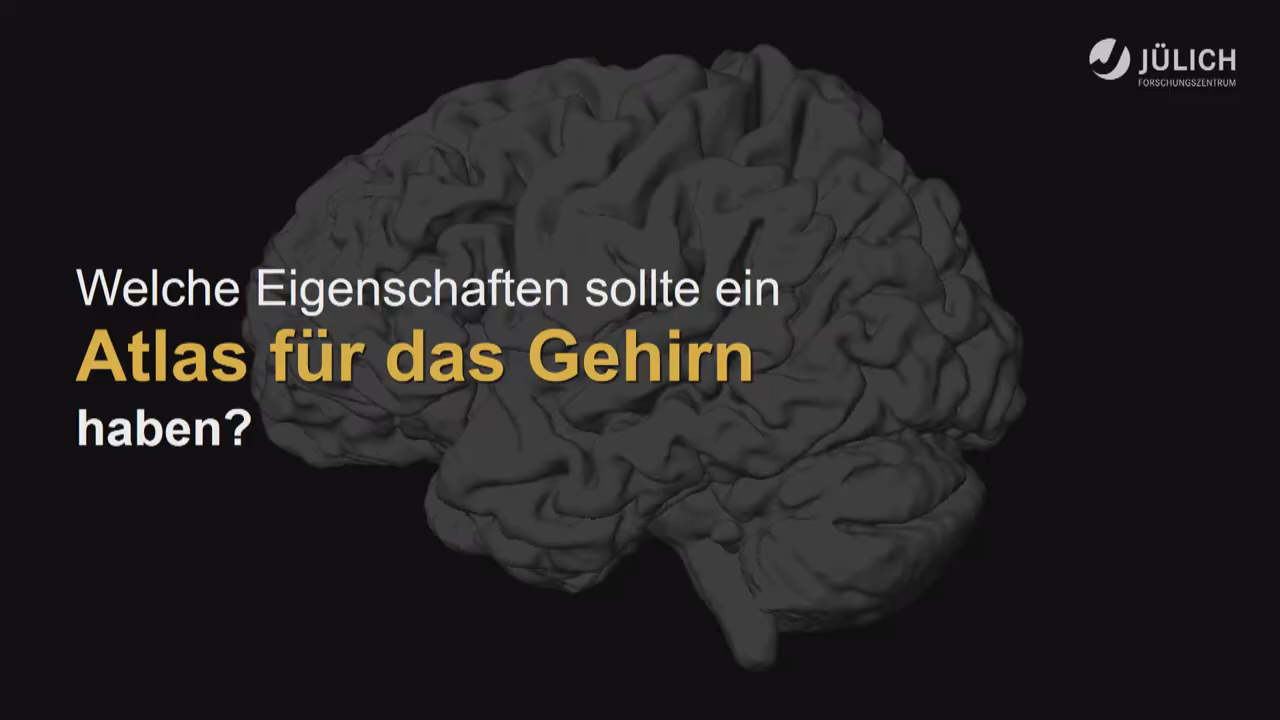 JÜLICH
FORSCHUNGSZENTRUM
Welche Eigenschaften sollte ein
Atlas für das Gehirn
haben?